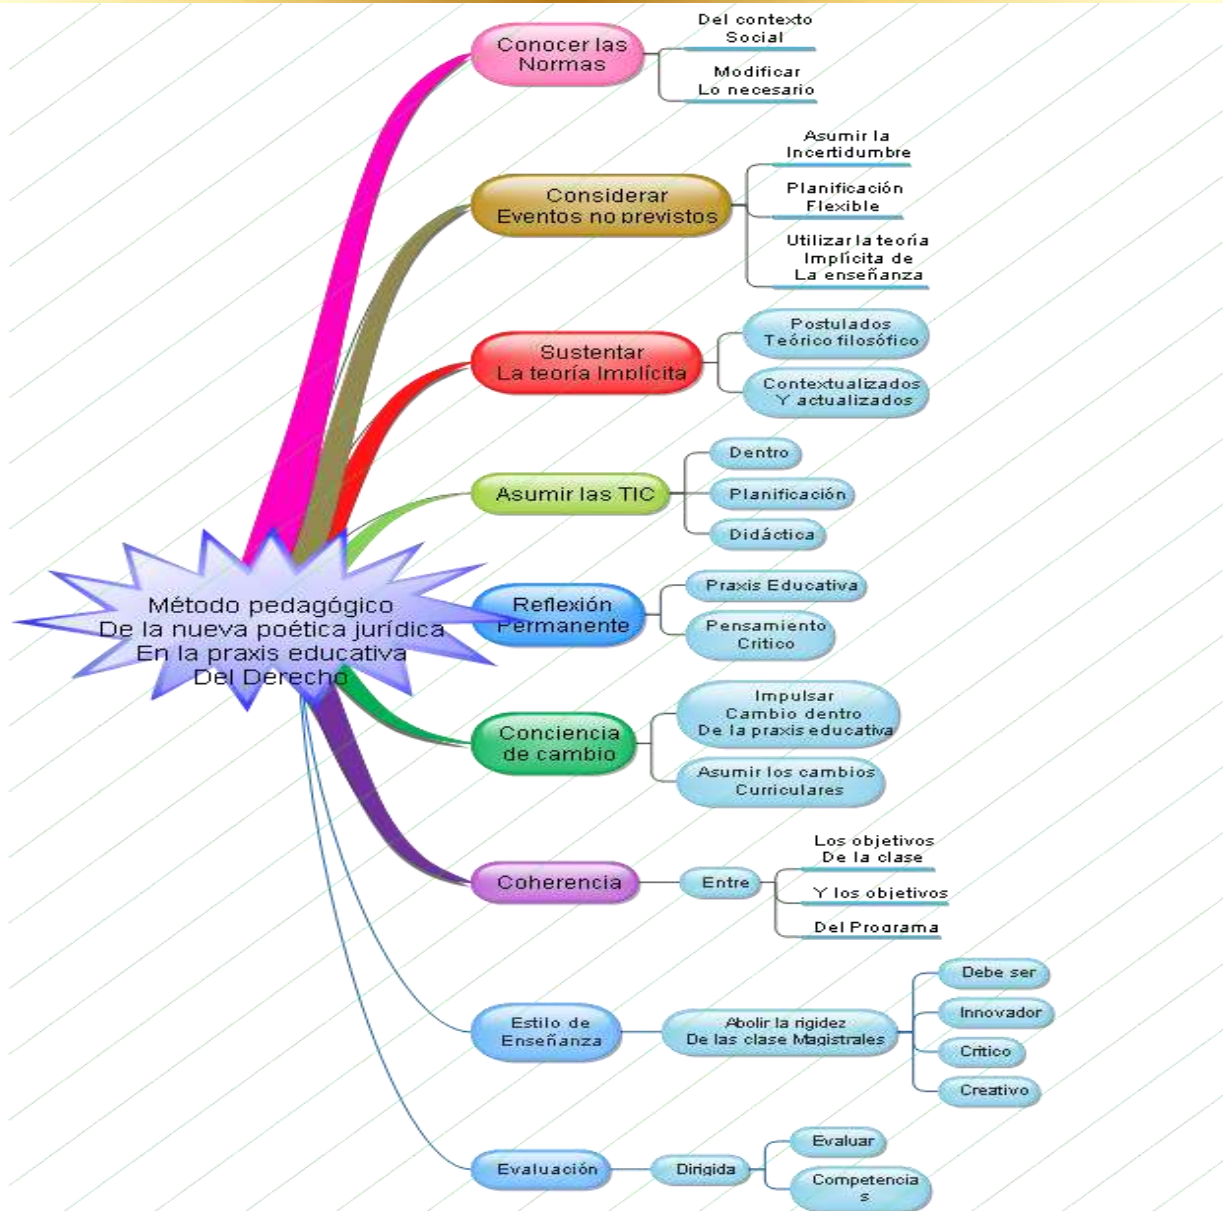 Conocer las
Normas
Del contexto
Social
Modificar
Lo necesario
Considerar
Eventos no previstos
Asumir la
Incertidumbre
Planificación
Flexible
Utilizar la teoría
Implícita de
La enseñanza
Sustentar
La teoría Implícita
Postulados
Teórico filosófico
Contextualizados
Y actualizados
Asumir las TIC
Dentro
Planificación
Didáctica
Método pedagógico
De la nueva poética jurídica
En la praxis educativa
Del Derecho
Reflexión
Permanente
Praxis Educativa
Pensamiento
Critico
Conciencia
de cambio
Impulsar
Cambio dentro
De la praxis educativa
Asumir los cambios
Curriculares
Coherencia
Entre
Los objetivos
De la clase
Y los objetivos
Del Programa
Estilo de
Enseñanza
Abolir la rigidez
De las clase Magistrales
Debe ser
Innovador
Critico
Creativo
Evaluación
Dirigida
Evaluar
Competencia
s